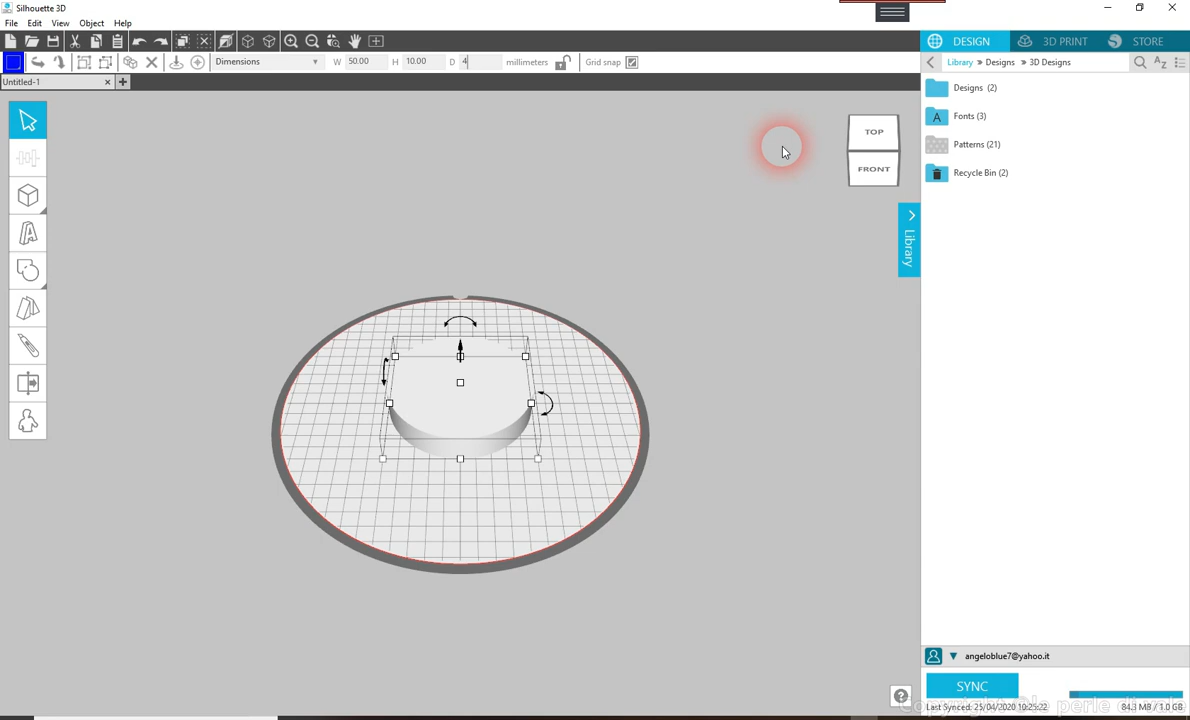 Silhouette 3D
File Edit View Object Help
Dimensions W 50.00 H 10.00 D 4 millimeters Grid snap
Untitled-1
DESIGN 3D PRINT STORE
Library » Designs » 3D Designs
Designs (2)
A Fonts (3)
Patterns (21)
Recycle Bin (2)
TOP
FRONT
Library
angeloblue7@yahoo.it
SYNC
Last Synced: 25/04/2020 10:25:22 84.3 MB / 1.0 GB